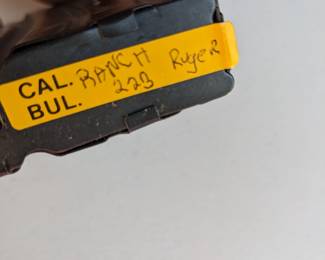 CAL. RANCH Ruger
BUL. 223